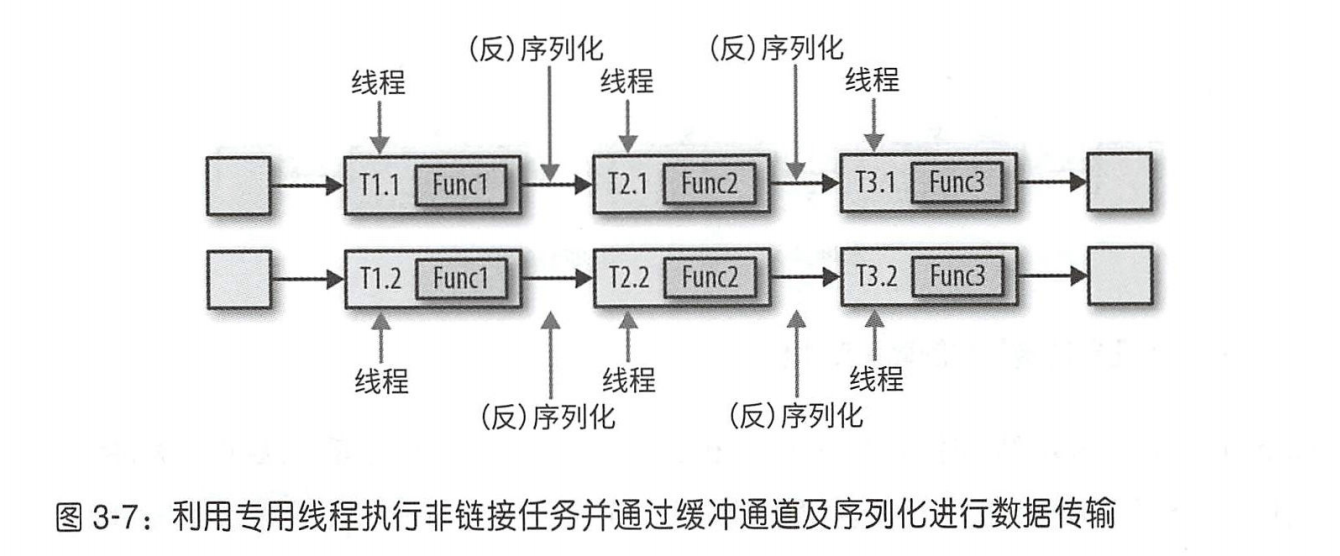 (反)序列化 (反)序列化
线程 线程 线程
T1.1 Func1 T2.1 Func2 T3.1 Func3
T1.2 Func1 T2.2 Func2 T3.2 Func3
线程 线程 线程
(反)序列化 (反)序列化
图 3-7：利用专用线程执行非链接任务并通过缓冲通道及序列化进行数据传输